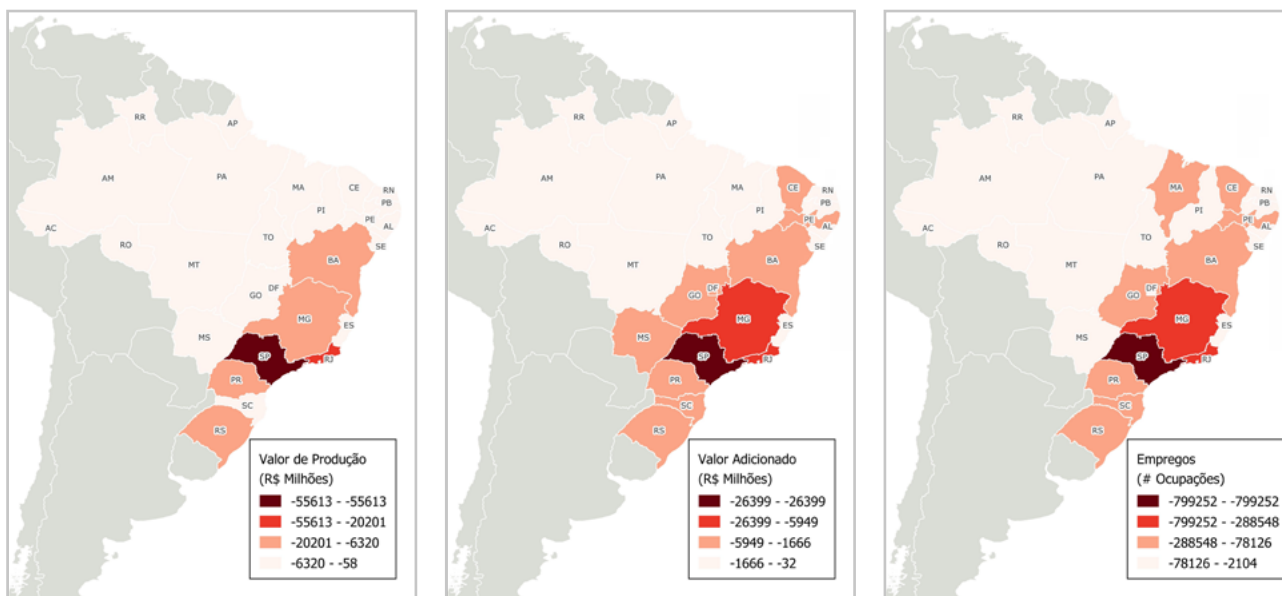 RR
AP
AM
PA
MA
CE
RN
PB
PI
PE
AL
AC
SE
TO
RO
BA
MT
DF
GO
MG
ES
MS
SP
RJ
PR
SC
RS
Valor de Produção
(R$ Milhões)
-55613 - -55613
-55613 - -20201
-20201 - -6320
-6320 - -58
RR
AP
AM
PA
MA
CE
RN
PB
PI
PE
AL
AC
SE
TO
RO
BA
MT
DF
GO
MG
ES
MS
SP
RJ
PR
SC
RS
Valor Adicionado
(R$ Milhões)
-26399 - -26399
-26399 - -5949
-5949 - -1666
-1666 - -32
RR
AP
AM
PA
MA
CE
RN
PB
PI
PE
AL
AC
SE
TO
RO
BA
MT
DF
GO
MG
ES
MS
SP
RJ
PR
SC
RS
Empregos
(# Ocupações)
-799252 - -799252
-799252 - -288548
-288548 - -78126
-78126 - -2104